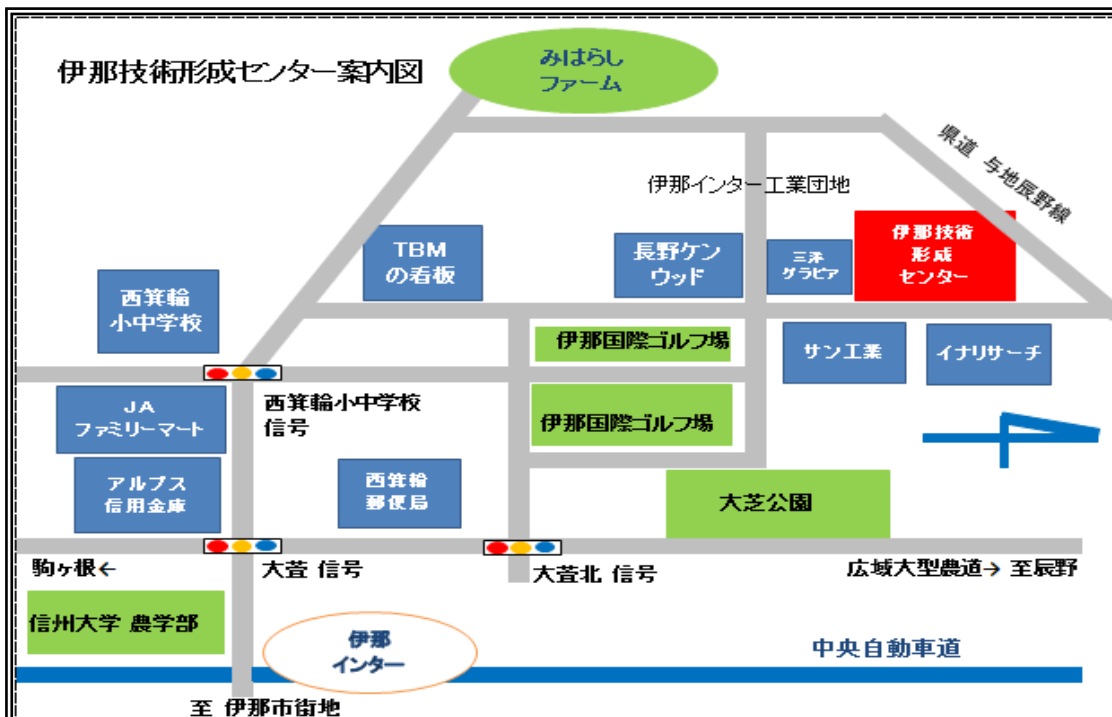 伊那技術形成センター案内図
みはらし
ファーム
県道 与地辰野線
伊那インター工業団地
TBM
の看板
長野ケン
ウッド
三洋
グラビア
伊那技術
形成
センター
西箕輪
小中学校
伊那国際ゴルフ場
サン工業
イナリサーチ
西箕輪小中学校
信号
JA
ファミリーマート
伊那国際ゴルフ場
アルプス
信用金庫
西箕輪
郵便局
大芝公園
駒ヶ根←
大萱 信号
大萱北 信号
広域大型農道→ 至辰野
信州大学 農学部
伊那
インター
中央自動車道
至 伊那市街地